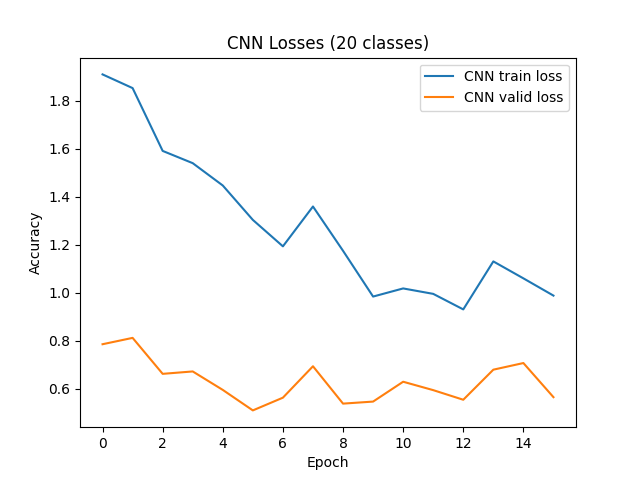 CNN Losses (20 classes)
CNN train loss
CNN valid loss
1.8
1.6
1.4
1.2
1.0
0.8
0.6
Accuracy
0 2 4 6 8 10 12 14
Epoch